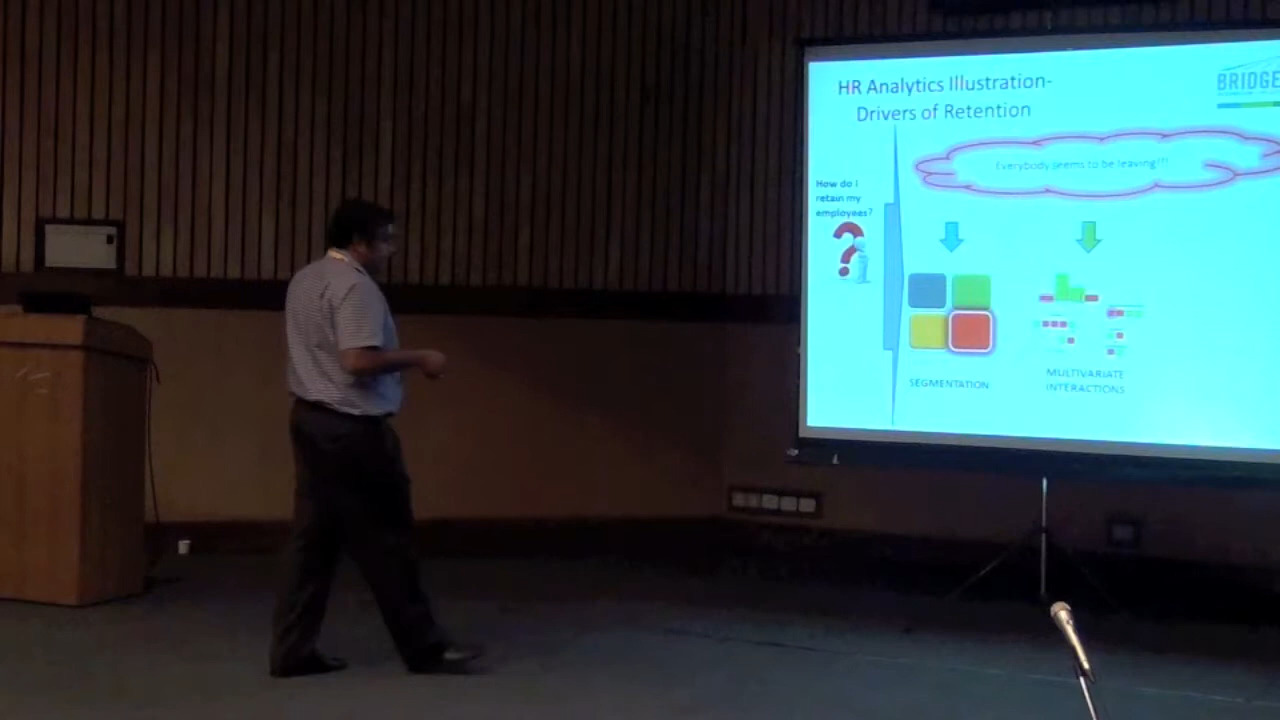 HR Analytics Illustration-
Drivers of Retention
BRIDGE
Everybody seems to be leaving!!!
How do I
retain my
employees?
?
SEGMENTATION
MULTIVARIATE
INTERACTIONS